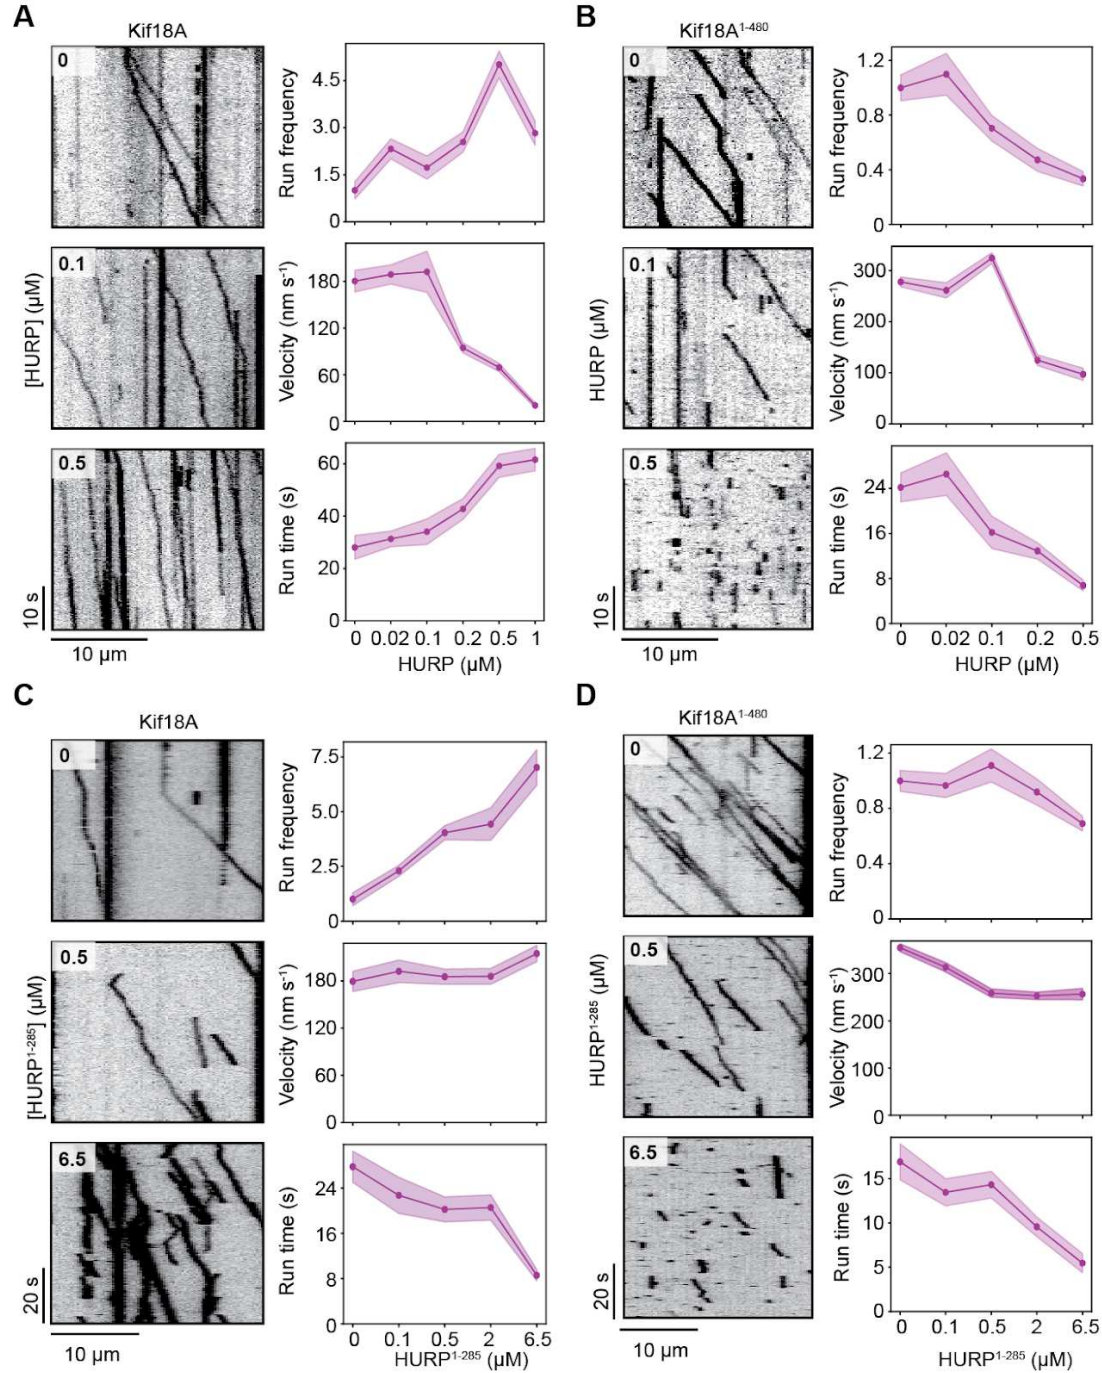 A
Kif18A
[HURP] (µM)
0
0.1
0.5
10 s
10 µm
Run frequency
4.5
3.0
1.5
0
Velocity (nm s⁻¹)
180
120
60
0
Run time (s)
60
40
20
0
0 0.02 0.1 0.2 0.5 1
HURP (µM)
B
Kif18A¹⁻⁴⁸⁰
HURP (µM)
0
0.1
0.5
10 s
10 µm
Run frequency
1.2
0.8
0.4
0
Velocity (nm s⁻¹)
300
200
100
0
Run time (s)
24
16
8
0
0 0.02 0.1 0.2 0.5
HURP (µM)
C
Kif18A
[HURP¹⁻²⁸⁵] (µM)
0
0.5
6.5
20 s
10 µm
Run frequency
7.5
5.0
2.5
0
Velocity (nm s⁻¹)
180
120
60
0
Run time (s)
24
16
8
0
0 0.1 0.5 2 6.5
HURP¹⁻²⁸⁵ (µM)
D
Kif18A¹⁻⁴⁸⁰
HURP¹⁻²⁸⁵ (µM)
0
0.5
6.5
20 s
10 µm
Run frequency
1.2
0.8
0.4
0
Velocity (nm s⁻¹)
300
200
100
0
Run time (s)
15
10
5
0
0 0.1 0.5 2 6.5
HURP¹⁻²⁸⁵ (µM)